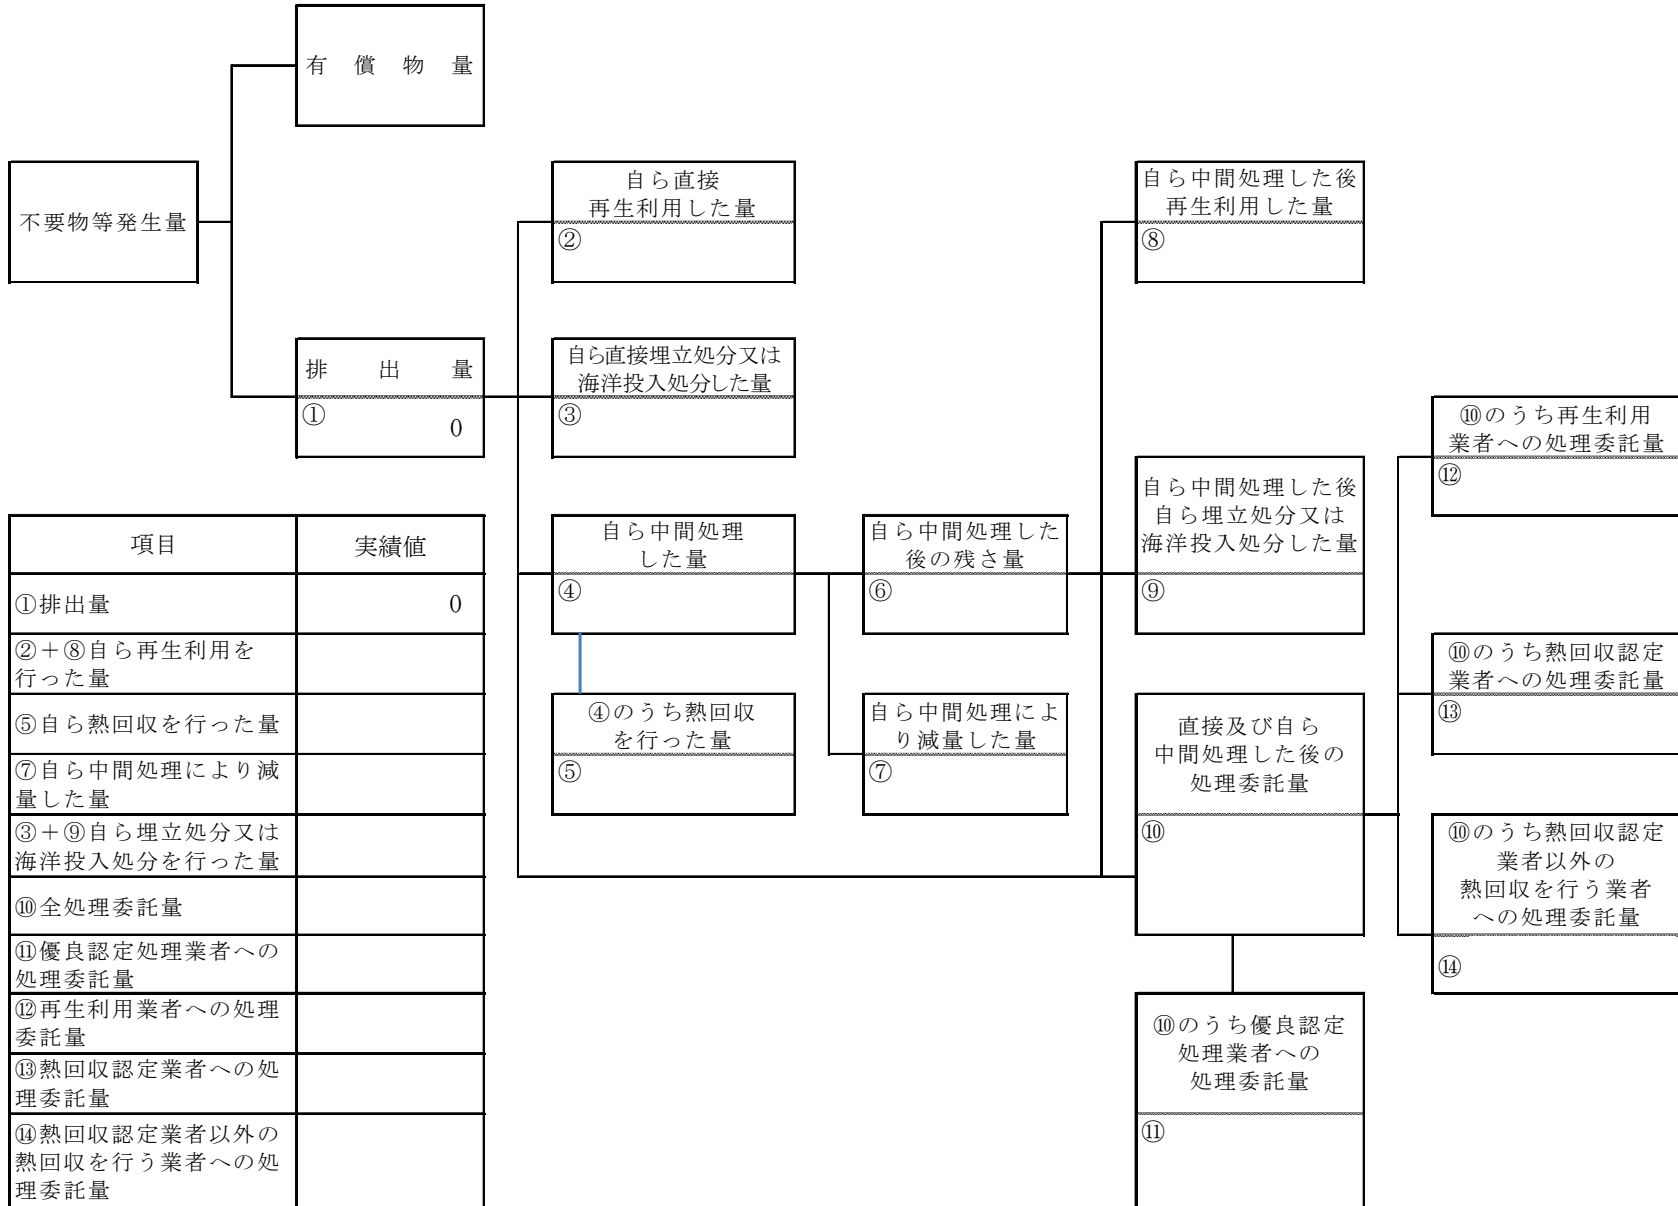 有償物量
不要物等発生量
自ら直接
再生利用した量
②
自ら中間処理した後
再生利用した量
⑧
排出量
①
0
自ら直接埋立処分又は
海洋投入処分した量
③
⑩のうち再生利用
業者への処理委託量
⑫
自ら中間処理した後
自ら埋立処分又は
海洋投入処分した量
⑨
自ら中間処理
した量
④
自ら中間処理した
後の残さ量
⑥
④のうち熱回収
を行った量
⑤
自ら中間処理によ
り減量した量
⑦
⑩のうち熱回収認定
業者への処理委託量
⑬
直接及び自ら
中間処理した後の
処理委託量
⑩
⑩のうち熱回収認定
業者以外の
熱回収を行う業者
への処理委託量
⑭
⑩のうち優良認定
処理業者への
処理委託量
⑪
項目 実績値
①排出量 0
②+⑧自ら再生利用を
行った量
⑤自ら熱回収を行った量
⑦自ら中間処理により減
量した量
③+⑨自ら埋立処分又は
海洋投入処分を行った量
⑩全処理委託量
⑪優良認定処理業者への
処理委託量
⑫再生利用業者への処理
委託量
⑬熱回収認定業者への処
理委託量
⑭熱回収認定業者以外の
熱回収を行う業者への処
理委託量